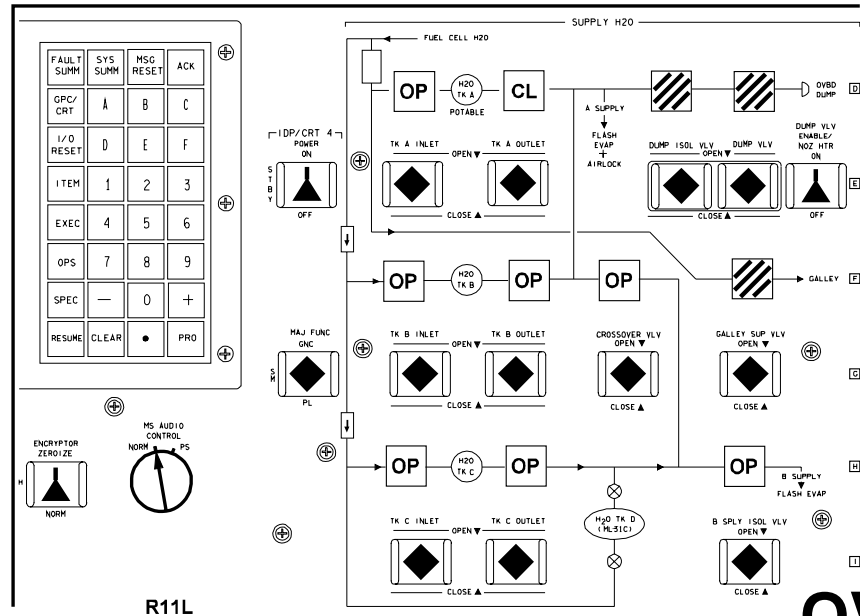 SUPPLY H2O
FUEL CELL H2O
FAULT SUMM
SYS SUMM
MSG RESET
ACK
GPC/ CRT
A
B
C
I/O RESET
D
E
F
ITEM
1
2
3
EXEC
4
5
6
OPS
7
8
9
SPEC
—
0
+
RESUME
CLEAR
●
PRO
OP
H2O
TK A
POTABLE
CL
OVBD
DUMP
D
A SUPPLY
FLASH
EVAP
+
AIRLOCK
IDP/CRT 4
POWER
ON
STBY
OFF
TK A INLET
OPEN ▼
TK A OUTLET
CLOSE ▲
DUMP ISOL VLV
DUMP VLV
OPEN ▼
CLOSE ▲
DUMP VLV
ENABLE/
NOZ HTR
ON
OFF
E
OP
H2O
TK B
OP
OP
GALLEY
F
MAJ FUNC
GNC
SM
PL
TK B INLET
OPEN ▼
TK B OUTLET
CLOSE ▲
CROSSOVER VLV
OPEN ▼
CLOSE ▲
GALLEY SUP VLV
OPEN ▼
CLOSE ▲
G
ENCRYPTOR
ZEROIZE
H
NORM
MS AUDIO
CONTROL
NORM
PS
OP
H2O
TK C
OP
OP
B SUPPLY
FLASH EVAP
H
TK C INLET
OPEN ▼
TK C OUTLET
CLOSE ▲
H2O TK D
(ML31C)
B SPLY ISOL VLV
OPEN ▼
CLOSE ▲
I
R11L
OV